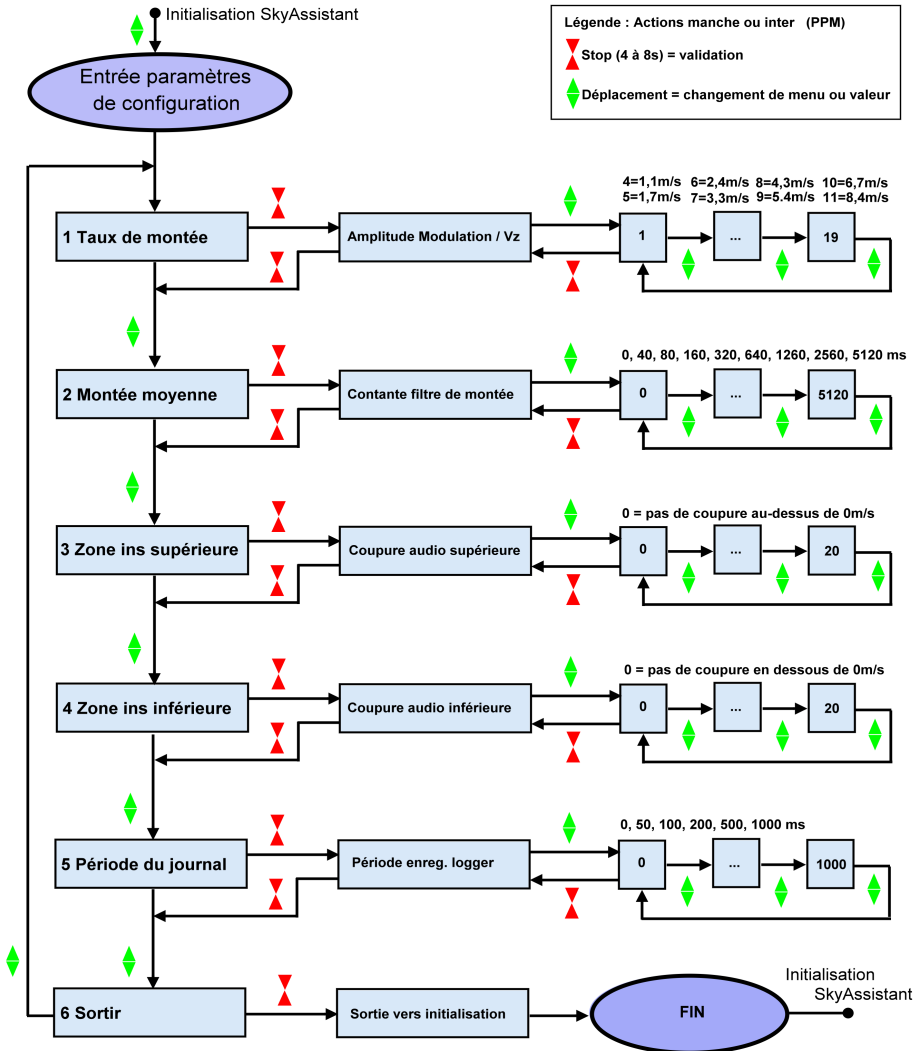 Initialisation SkyAssistant
Légende : Actions manche ou inter (PPM)
Stop (4 à 8s) = validation
Déplacement = changement de menu ou valeur
Entrée paramètres
de configuration
4=1,1m/s 6=2,4m/s 8=4,3m/s 10=6,7m/s
5=1,7m/s 7=3,3m/s 9=5.4m/s 11=8,4m/s
1 Taux de montée
Amplitude Modulation / Vz
1
...
19
0, 40, 80, 160, 320, 640, 1260, 2560, 5120 ms
2 Montée moyenne
Contante filtre de montée
0
...
5120
0 = pas de coupure au-dessus de 0m/s
3 Zone ins supérieure
Coupure audio supérieure
0
...
20
0 = pas de coupure en dessous de 0m/s
4 Zone ins inférieure
Coupure audio inférieure
0
...
20
0, 50, 100, 200, 500, 1000 ms
5 Période du journal
Période enreg. logger
0
...
1000
6 Sortir
Sortie vers initialisation
FIN
Initialisation
SkyAssistant